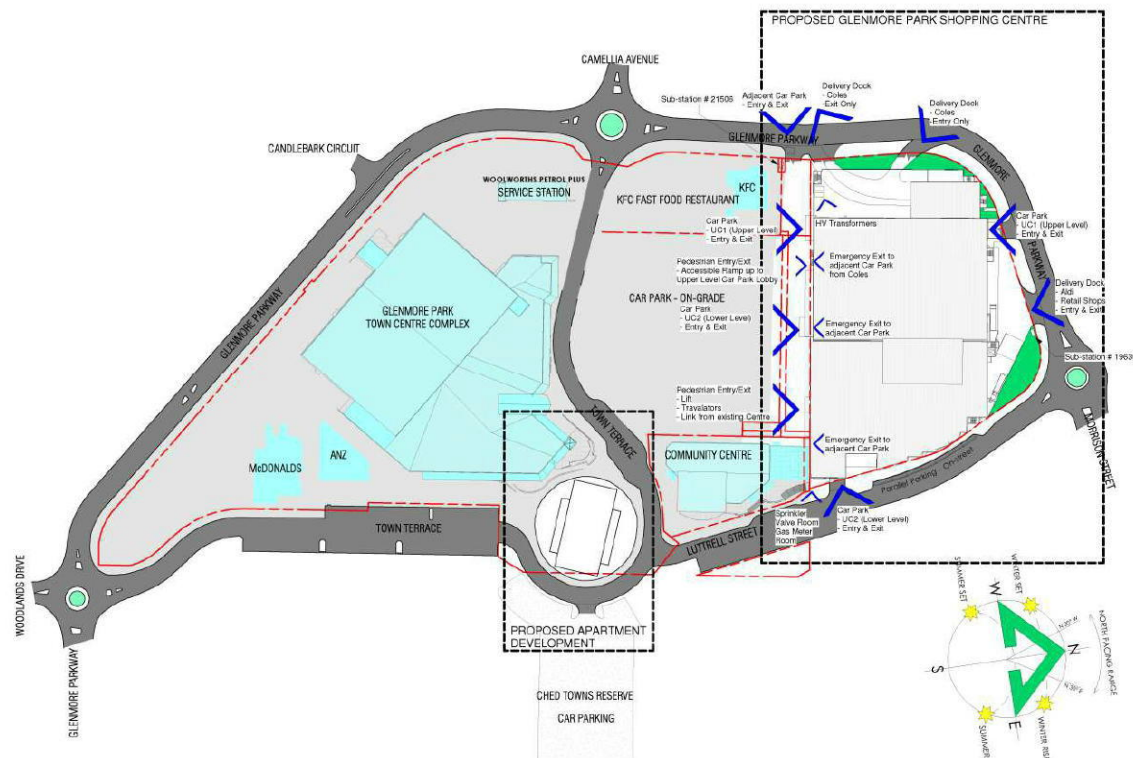 PROPOSED GLENMORE PARK SHOPPING CENTRE
CAMELLIA AVENUE
Sub-station # 21506
Adjacent Car Park
- Entry & Exit
Delivery Dock
- Coles
- Exit Only
Delivery Dock
- Coles
- Entry Only
GLENMORE PARKWAY
GLENMORE
PARKWAY
CANDLEBARK CIRCUIT
WOOLWORTHS PETROL PLUS
SERVICE STATION
KFC
KFC FAST FOOD RESTAURANT
Car Park
- UC1 (Upper Level)
- Entry & Exit
HV Transformers
Car Park
- UC1 (Upper Level)
- Entry & Exit
Pedestrian Entry/Exit
- Accessible Ramp up to
Upper Level Car Park Lobby
Emergency Exit to
adjacent Car Park
from Coles
Delivery Dock
- Aldi
- Retail Shops
- Entry & Exit
GLENMORE PARK
TOWN CENTRE COMPLEX
CAR PARK - ON-GRADE
Car Park
- UC2 (Lower Level)
- Entry & Exit
Emergency Exit to
adjacent Car Park
GLENMORE PARKWAY
Sub-station # 1963
Pedestrian Entry/Exit
- Lift
- Travalators
- Link from existing Centre
TOWN TERRACE
MORRISON STREET
Emergency Exit to
adjacent Car Park
COMMUNITY CENTRE
McDONALDS
ANZ
Parallel Parking On-street
TOWN TERRACE
Sprinkler
Valve Room
Gas Meter
Room
Car Park
- UC2 (Lower Level)
- Entry & Exit
LUTTRELL STREET
WOODLANDS DRIVE
GLENMORE PARKWAY
PROPOSED APARTMENT
DEVELOPMENT
CHED TOWNS RESERVE
CAR PARKING
SUMMER SET
W
WINTER SET
NORTH FACING RANGE
N
S
E
SUMMER
WINTER RIS